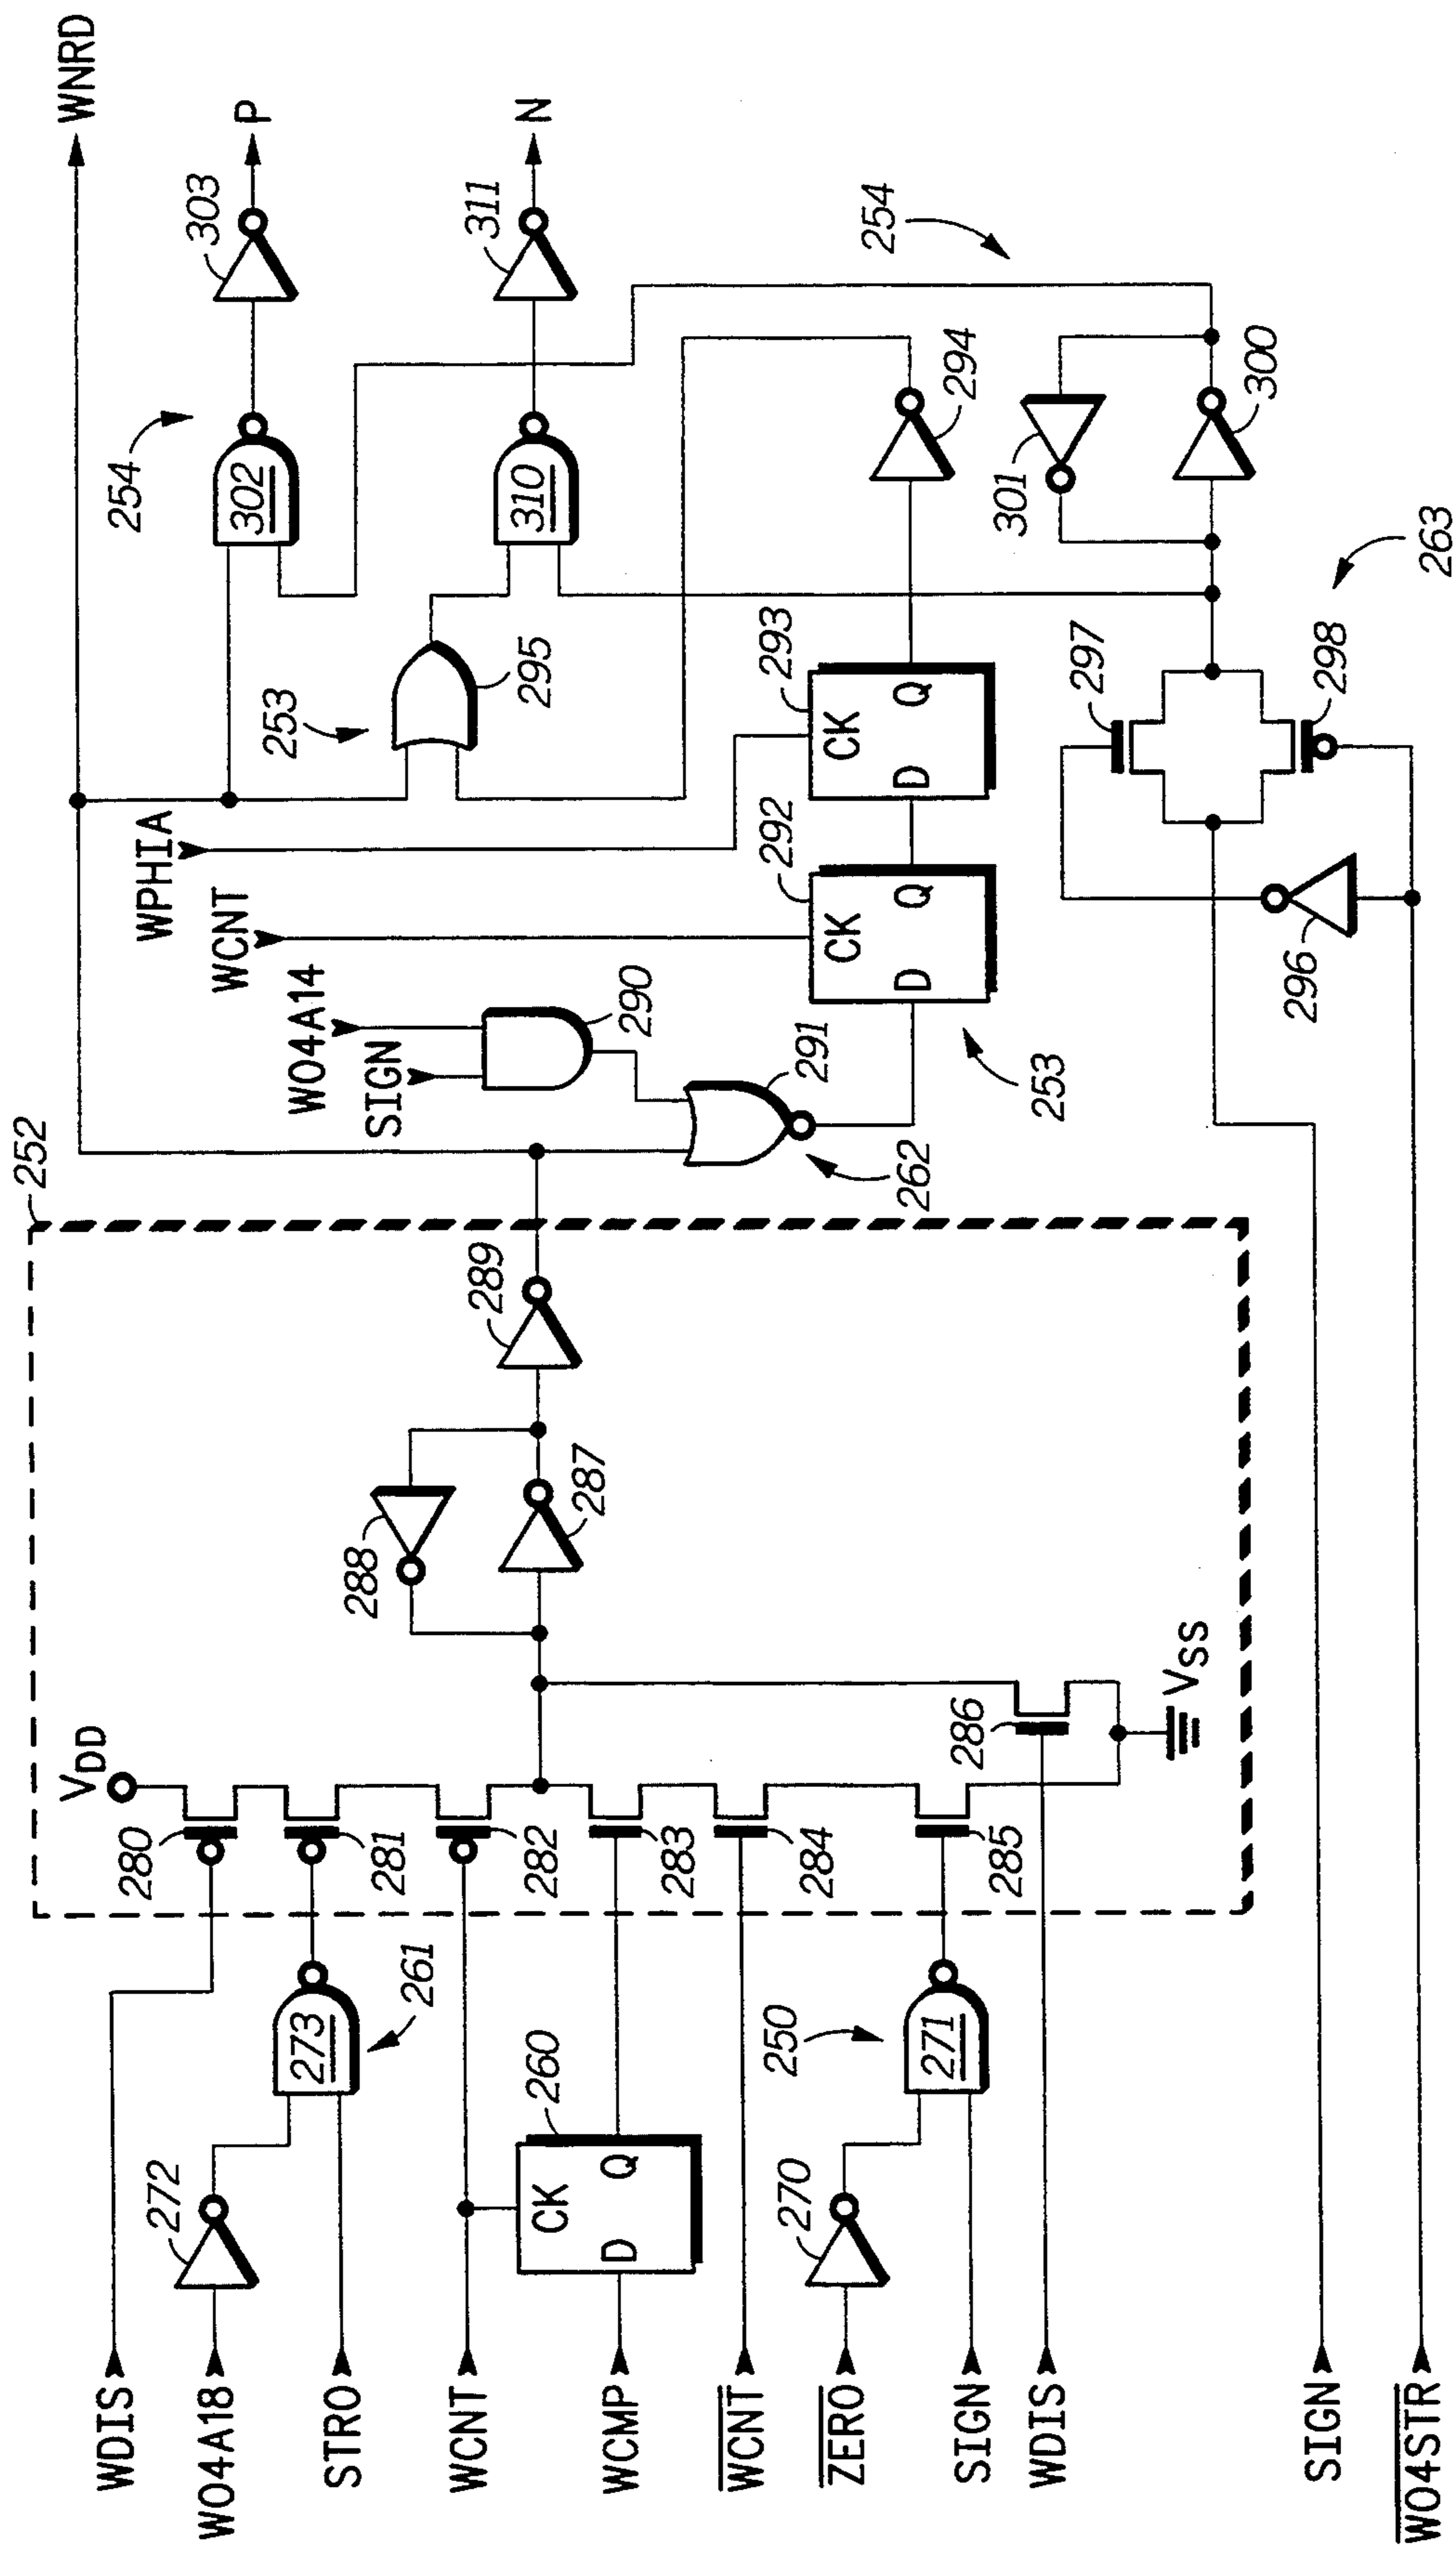 WDIS
WO4A18
STRO
WCNT
WCMP
WCNT
ZERO
SIGN
WDIS
SIGN
WO4STR
272
273
261
260
270
271
250
252
VDD
280
281
282
283
284
285
286
VSS
288
287
289
WO4A14
SIGN
290
291
262
WCNT
WPHIA
292
293
253
253
295
294
296
297
298
263
301
300
254
254
302
303
310
311
WNRD
P
N
CK
D
Q
CK
D
Q
CK
D
Q